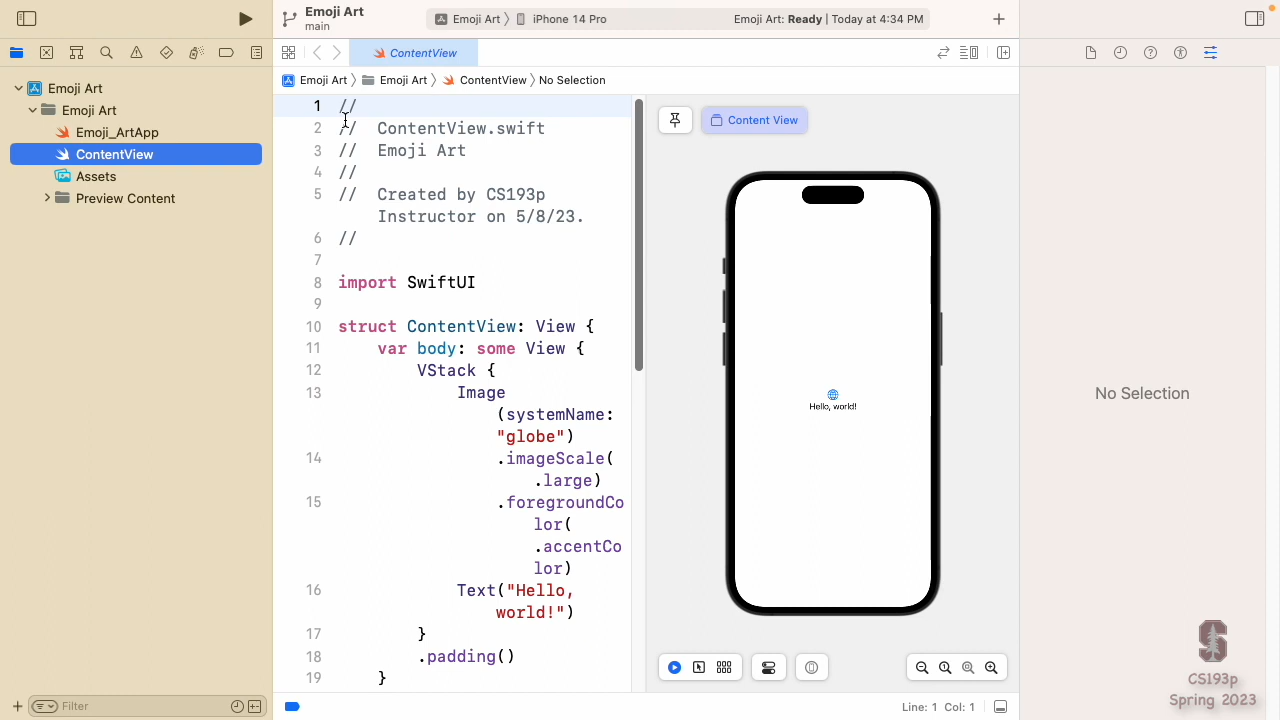 Emoji Art
main
Emoji Art
iPhone 14 Pro
Emoji Art: Ready | Today at 4:34 PM
ContentView
Emoji Art
Emoji Art
ContentView
No Selection
Emoji Art
Emoji Art
Emoji_ArtApp
ContentView
Assets
Preview Content
Filter
1 //
2 // ContentView.swift
3 // Emoji Art
4 //
5 // Created by CS193p
Instructor on 5/8/23.
6 //
7
8 import SwiftUI
9
10 struct ContentView: View {
11 var body: some View {
12 VStack {
13 Image
(systemName:
"globe")
14 .imageScale(
.large)
15 .foregroundCo
lor(
.accentCo
lor)
16 Text("Hello,
world!")
17 }
18 .padding()
19 }
Content View
Hello, world!
Line: 1 Col: 1
No Selection
CS193p
Spring 2023